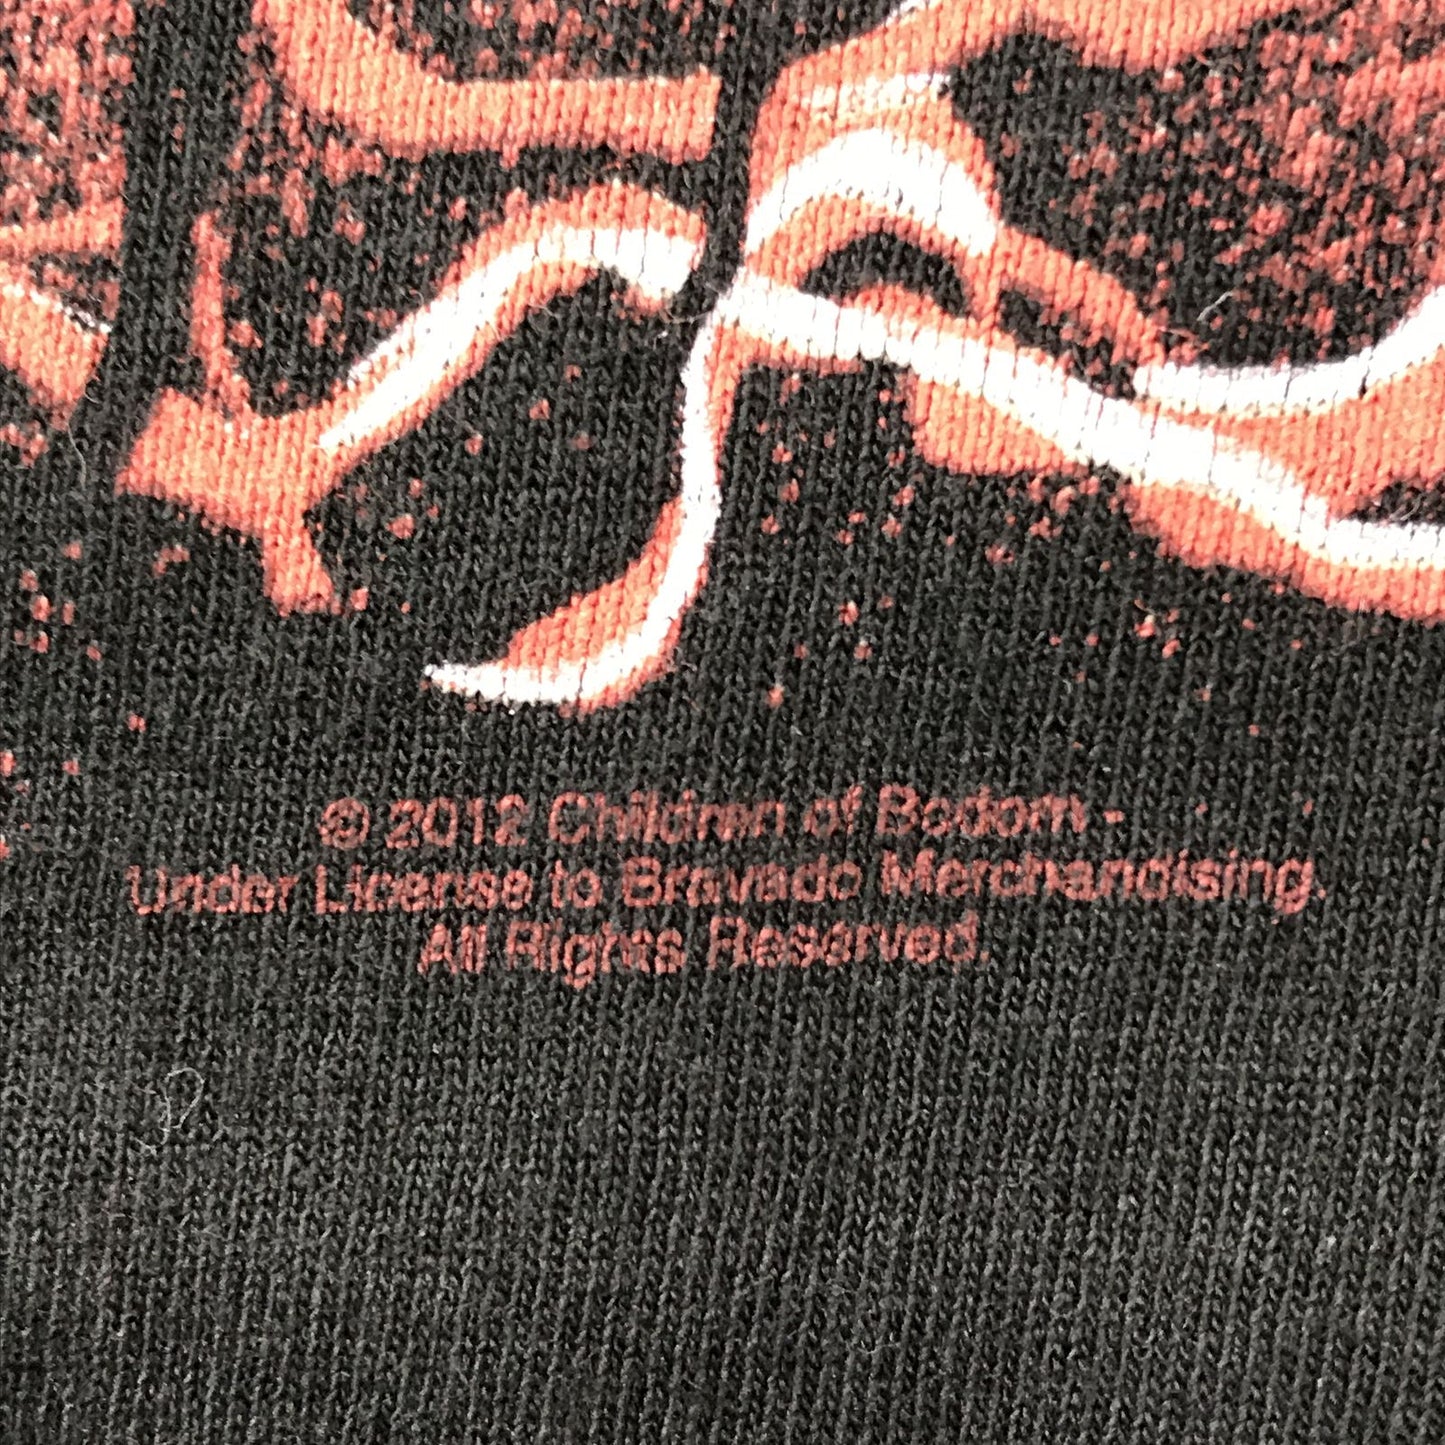 © 2012 Children of Bodom -
Under License to Bravado Merchandising.
All Rights Reserved.